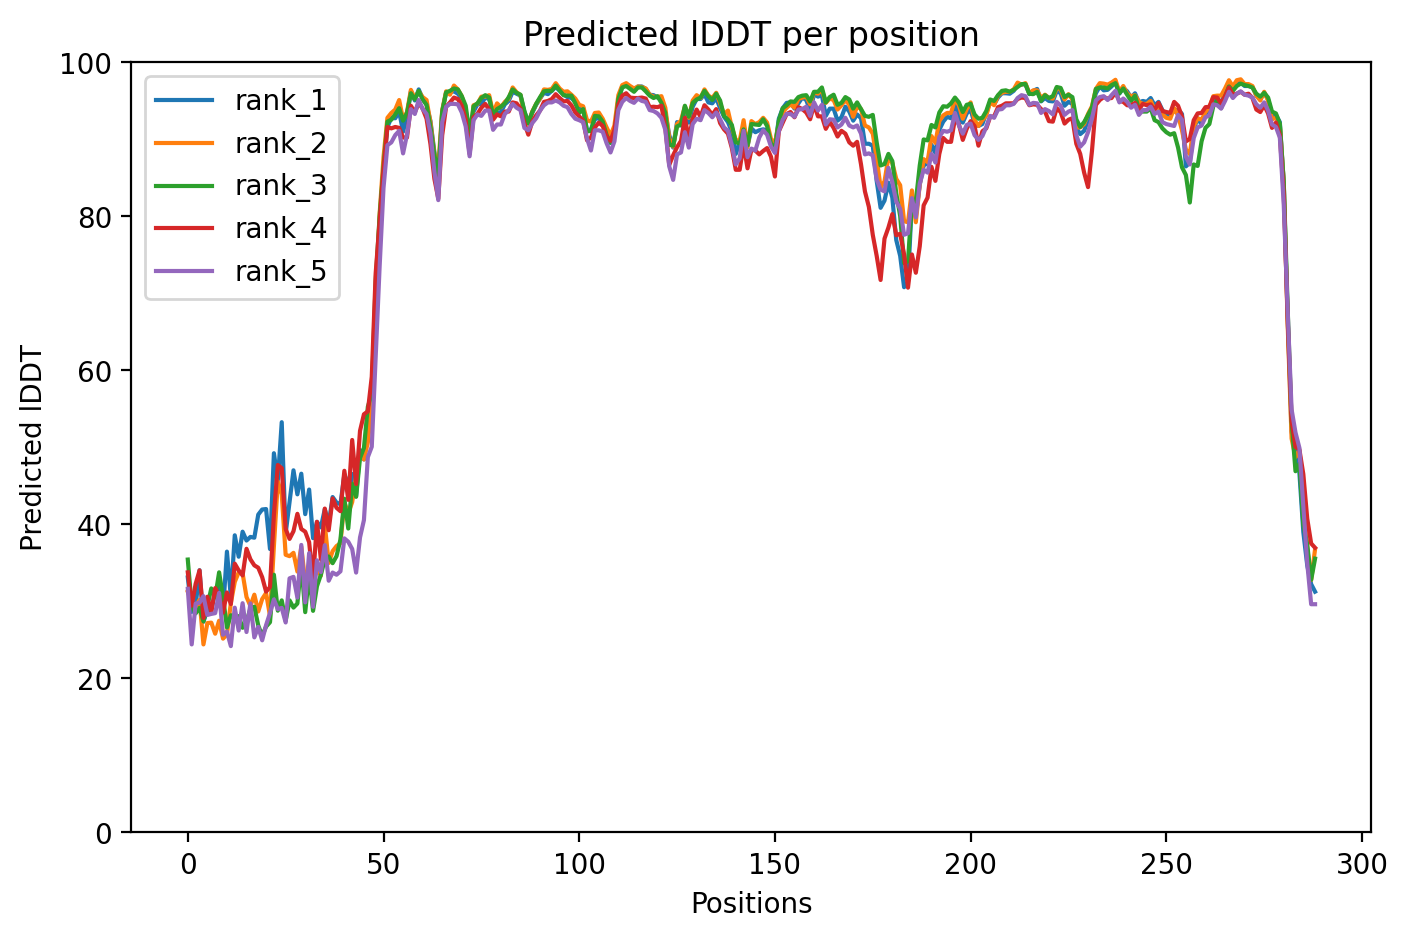 Predicted lDDT per position
100
80
60
40
20
0
Predicted lDDT
rank_1
rank_2
rank_3
rank_4
rank_5
0 50 100 150 200 250 300
Positions